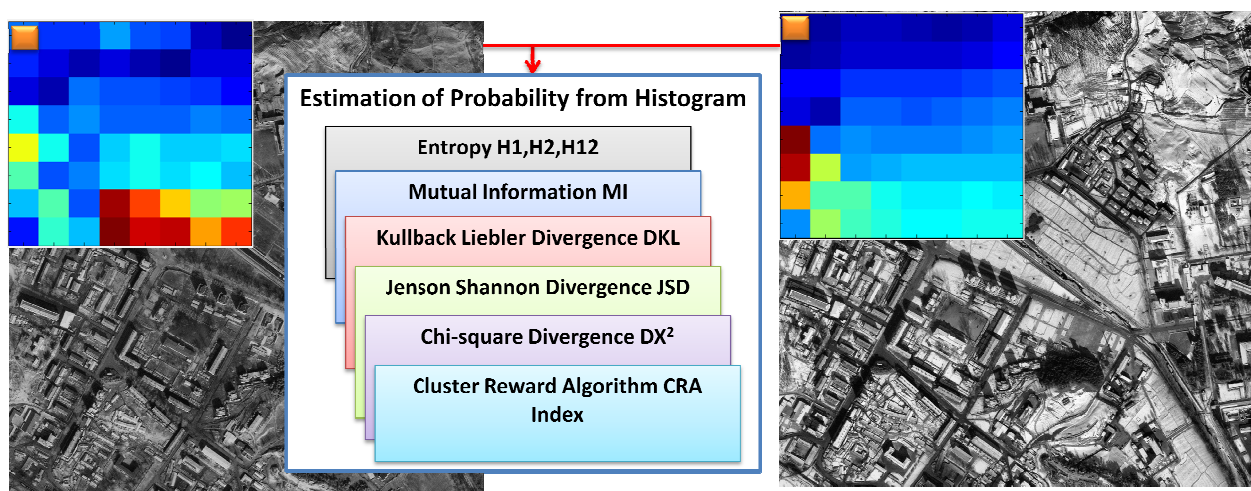 Estimation of Probability from Histogram
Entropy H1,H2,H12
Mutual Information MI
Kullback Liebler Divergence DKL
Jenson Shannon Divergence JSD
Chi-square Divergence DX²
Cluster Reward Algorithm CRA
Index